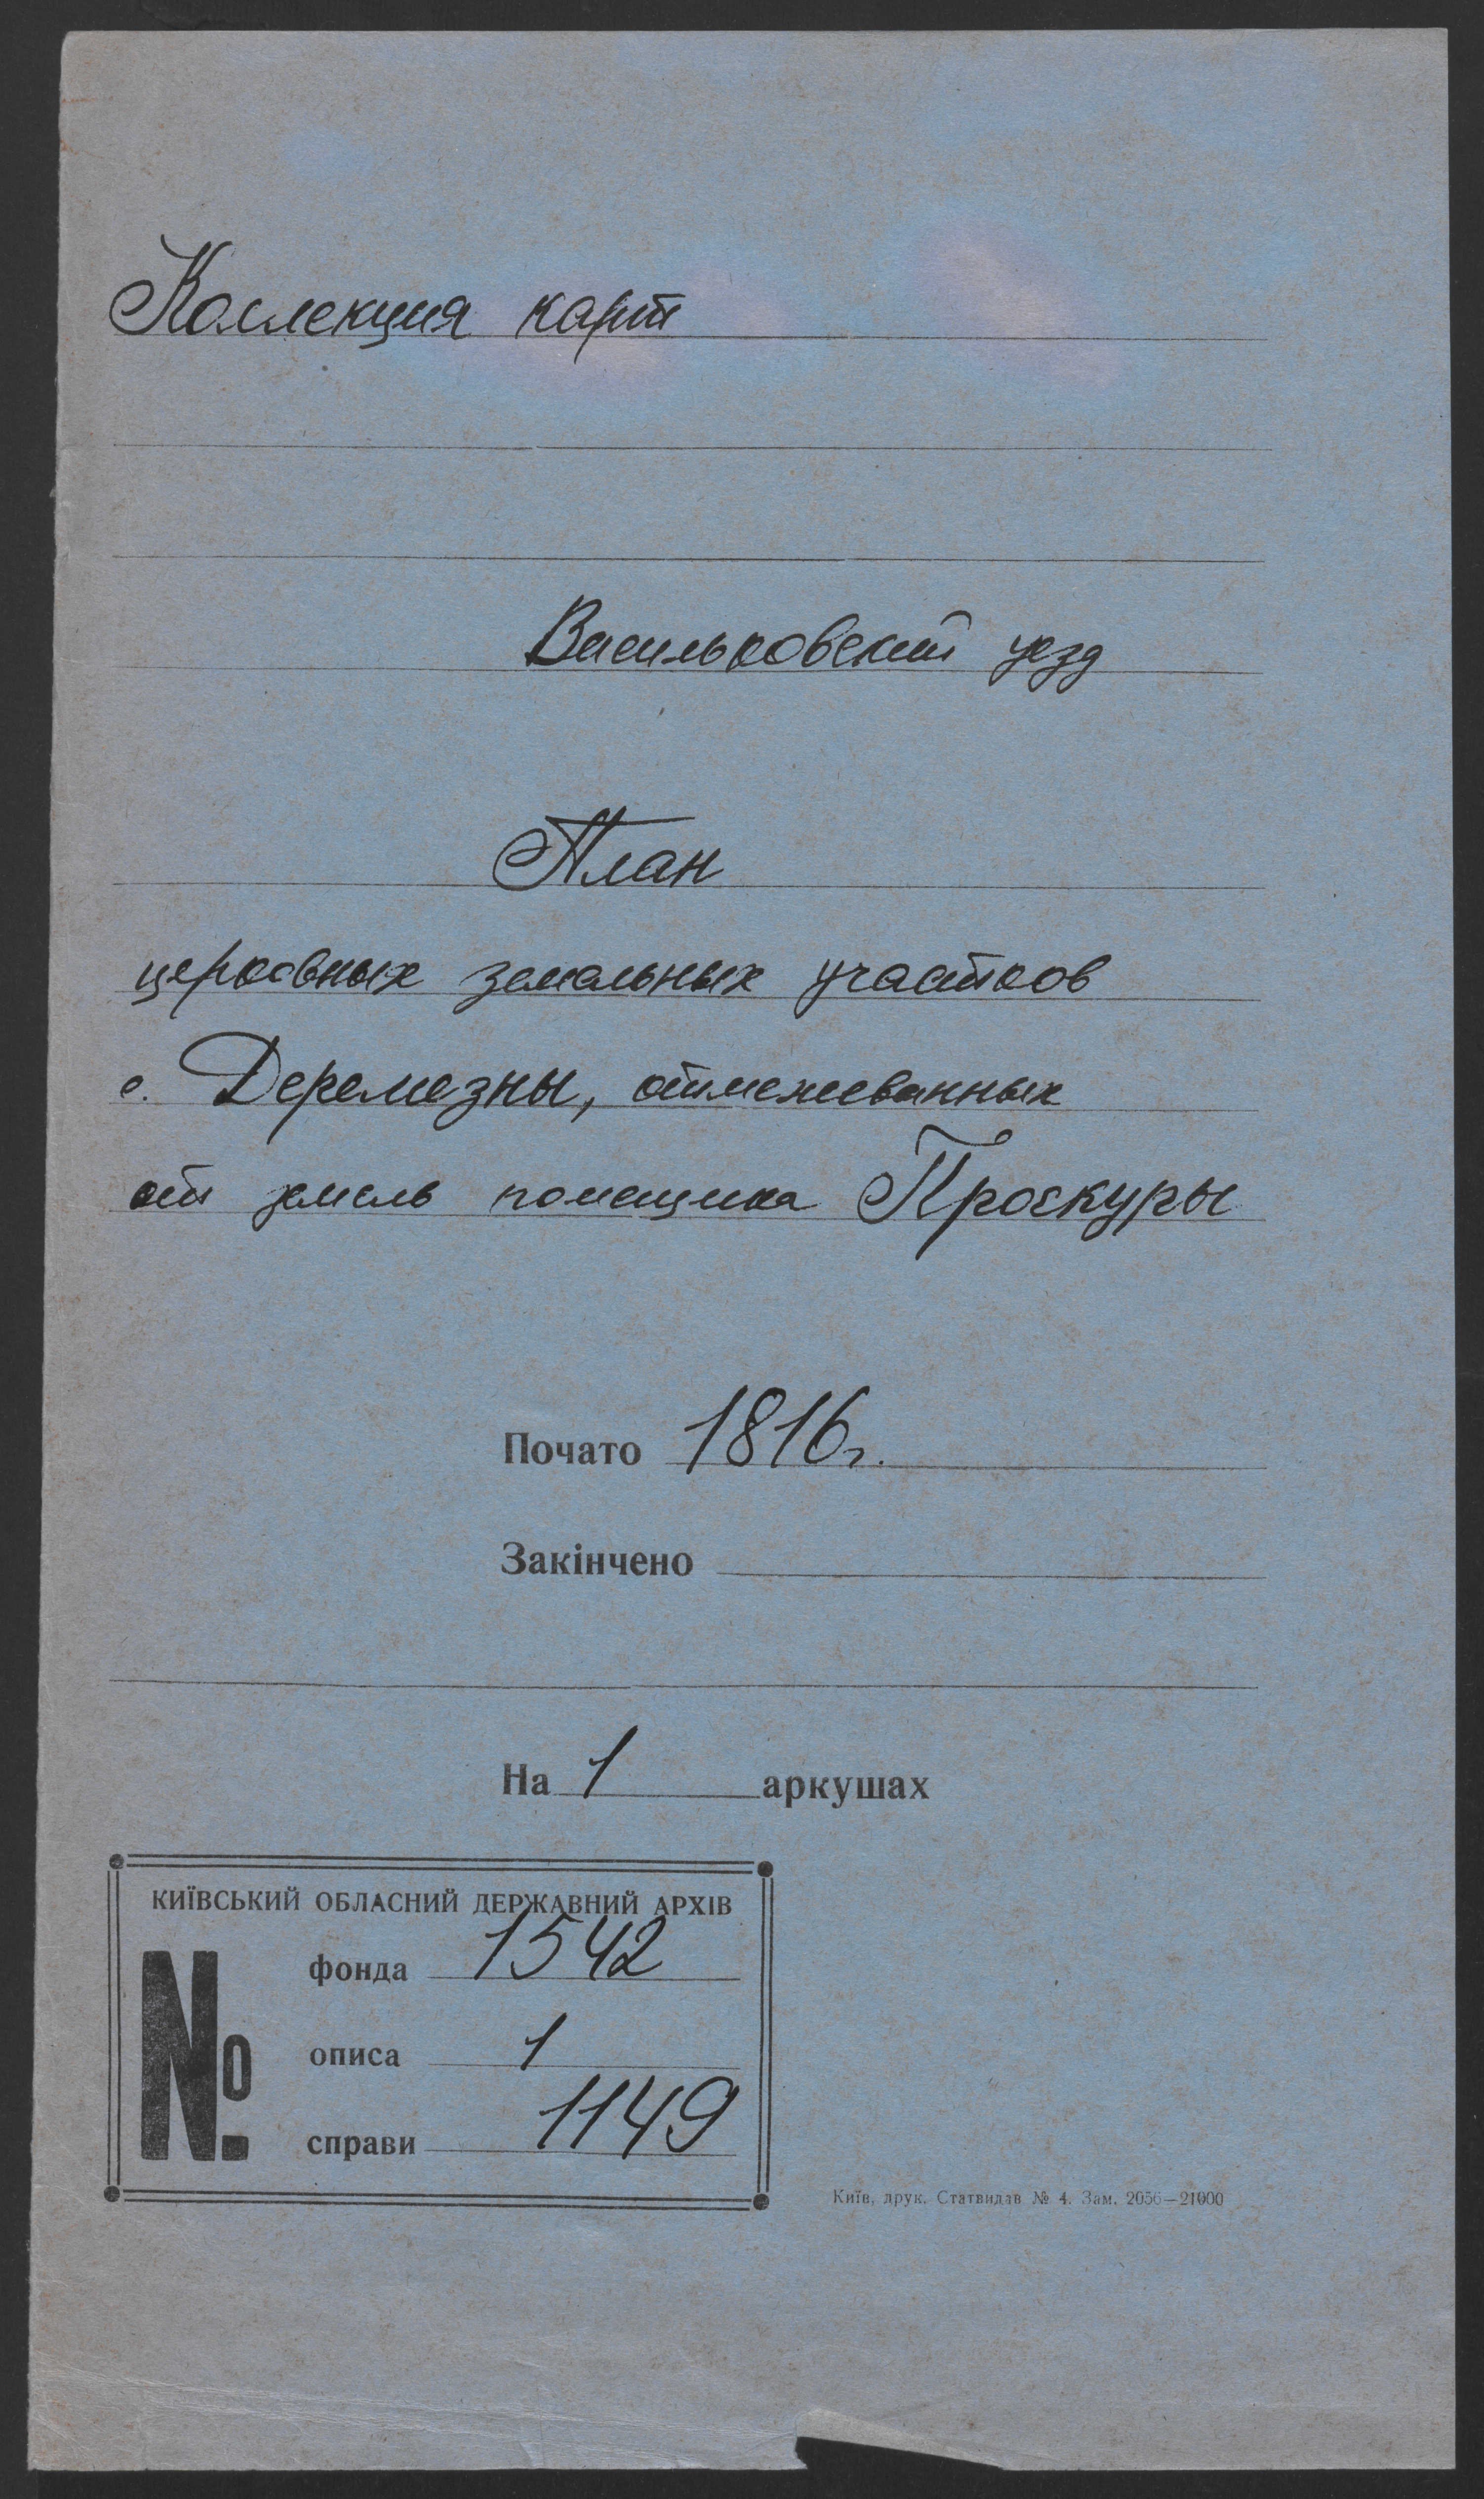 Коллекция карт
Васильковский уезд
План
церковных земельных участков
с. Деремезны, отмежеванных
от земель помещика Проскуры
Почато 1816г.
Закінчено
На 1 аркушах
КИЇВСЬКИЙ ОБЛАСНИЙ ДЕРЖАВНИЙ АРХІВ
№
фонда 1542
описа 1
справи 1149
Київ, друк. Статвидав № 4. Зам. 2056—21000